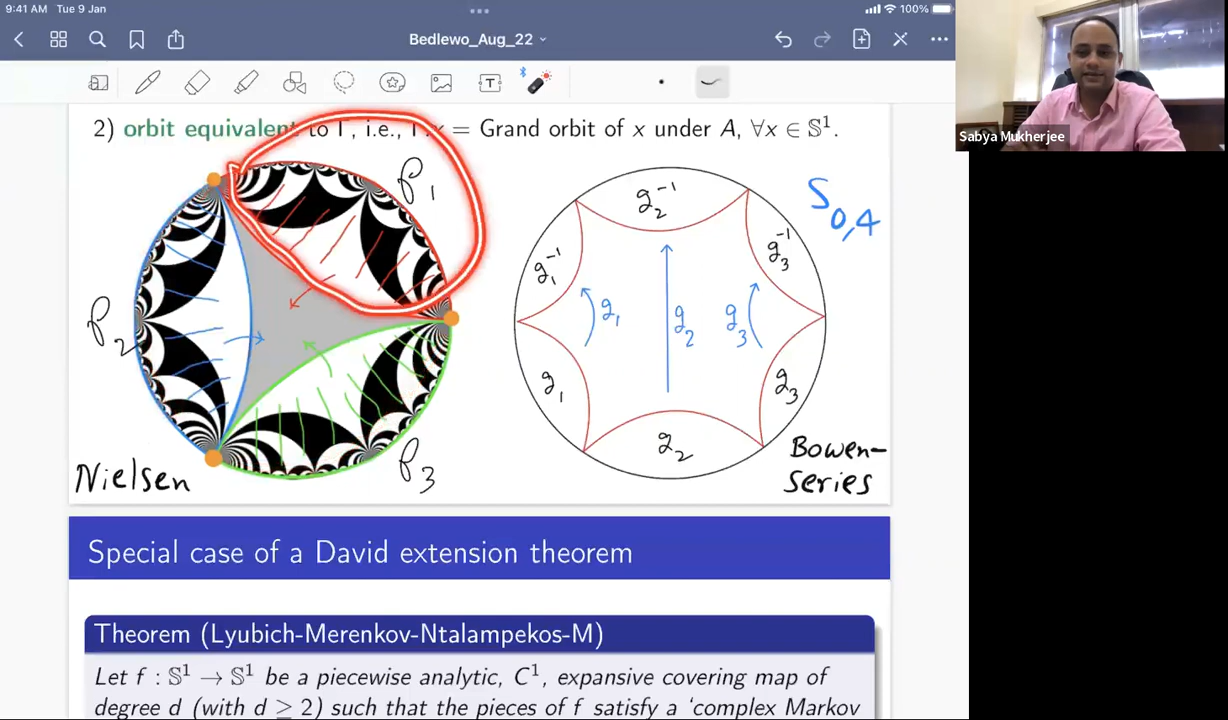 9:41 AM Tue 9 Jan
100%
Bedlewo_Aug_22
T
Sabya Mukherjee
2) orbit equivalent to Γ, i.e., Γ.x = Grand orbit of x under A, ∀x ∈ 𝕊¹.
ρ₁
ρ₂
ρ₃
Nielsen
g₂⁻¹
S₀,₄
g₁⁻¹
g₃⁻¹
g₁
g₂
g₃
g₁
g₃
g₂
Bowen-
series
Special case of a David extension theorem
Theorem (Lyubich-Merenkov-Ntalampekos-M)
Let f : 𝕊¹ → 𝕊¹ be a piecewise analytic, C¹, expansive covering map of
degree d (with d ≥ 2) such that the pieces of f satisfy a ‘complex Markov